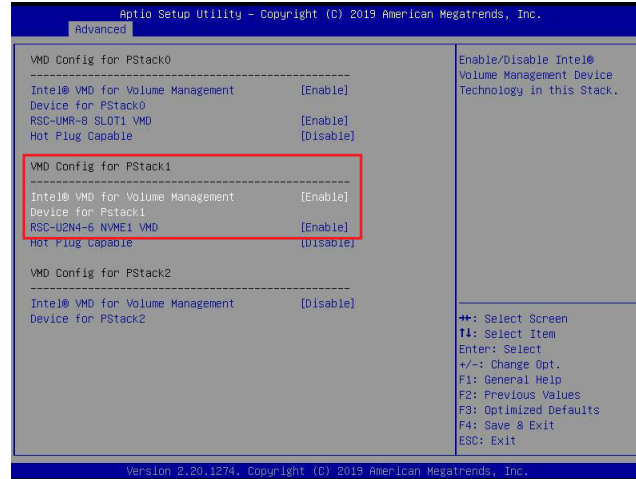 Aptio Setup Utility – Copyright (C) 2019 American Megatrends, Inc.
Advanced
VMD Config for PStack0
--------------------------------------------------
Intel® VMD for Volume Management [Enable]
Device for PStack0
RSC-UMR-8 SLOT1 VMD [Enable]
Hot Plug Capable [Disable]
VMD Config for PStack1
--------------------------------------------------
Intel® VMD for Volume Management [Enable]
Device for Pstack1
RSC-U2N4-6 NVME1 VMD [Enable]
Hot Plug Capable [Disable]
VMD Config for PStack2
--------------------------------------------------
Intel® VMD for Volume Management [Disable]
Device for PStack2
Enable/Disable Intel®
Volume Management Device
Technology in this Stack.
→←: Select Screen
↑↓: Select Item
Enter: Select
+/-: Change Opt.
F1: General Help
F2: Previous Values
F3: Optimized Defaults
F4: Save & Exit
ESC: Exit
Version 2.20.1274. Copyright (C) 2019 American Megatrends, Inc.